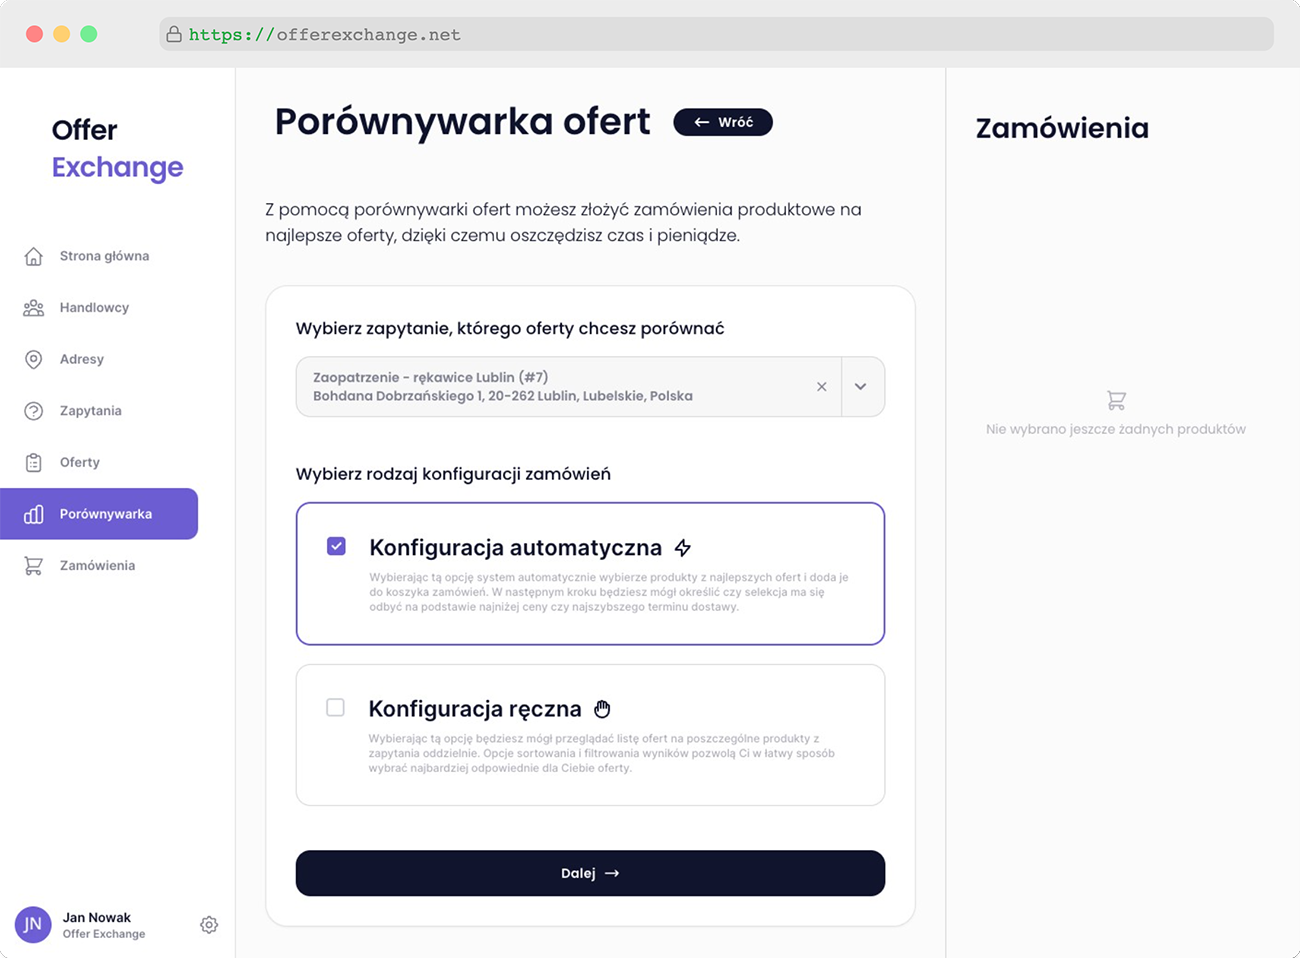 https://offerexchange.net
Offer
Exchange
Strona główna
Handlowcy
Adresy
Zapytania
Oferty
Porównywarka
Zamówienia
JN
Jan Nowak
Offer Exchange
Porównywarka ofert
← Wróć
Z pomocą porównywarki ofert możesz złożyć zamówienia produktowe na
najlepsze oferty, dzięki czemu oszczędzisz czas i pieniądze.
Wybierz zapytanie, którego oferty chcesz porównać
Zaopatrzenie - rękawice Lublin (#7)
Bohdana Dobrzańskiego 1, 20-262 Lublin, Lubelskie, Polska
Wybierz rodzaj konfiguracji zamówień
Konfiguracja automatyczna
Wybierając tą opcję system automatycznie wybierze produkty z najlepszych ofert i doda je
do koszyka zamówień. W następnym kroku będziesz mógł określić czy selekcja ma się
odbyć na podstawie najniżej ceny czy najszybszego terminu dostawy.
Konfiguracja ręczna
Wybierając tą opcję będziesz mógł przeglądać listę ofert na poszczególne produkty z
zapytania oddzielnie. Opcje sortowania i filtrowania wyników pozwolą Ci w łatwy sposób
wybrać najbardziej odpowiednie dla Ciebie oferty.
Dalej →
Zamówienia
Nie wybrano jeszcze żadnych produktów